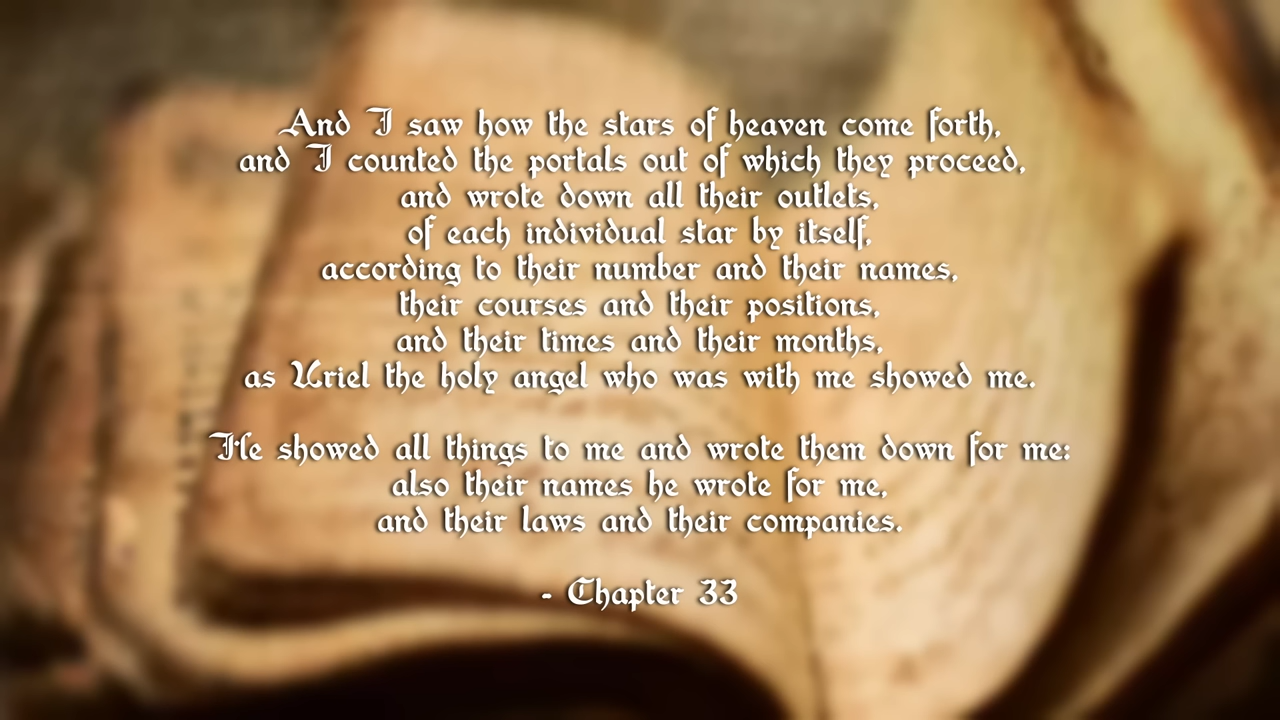 And I saw how the stars of heaven come forth,
and I counted the portals out of which they proceed,
and wrote down all their outlets,
of each individual star by itself,
according to their number and their names,
their courses and their positions,
and their times and their months,
as Uriel the holy angel who was with me showed me.
He showed all things to me and wrote them down for me:
also their names he wrote for me,
and their laws and their companies.
- Chapter 33